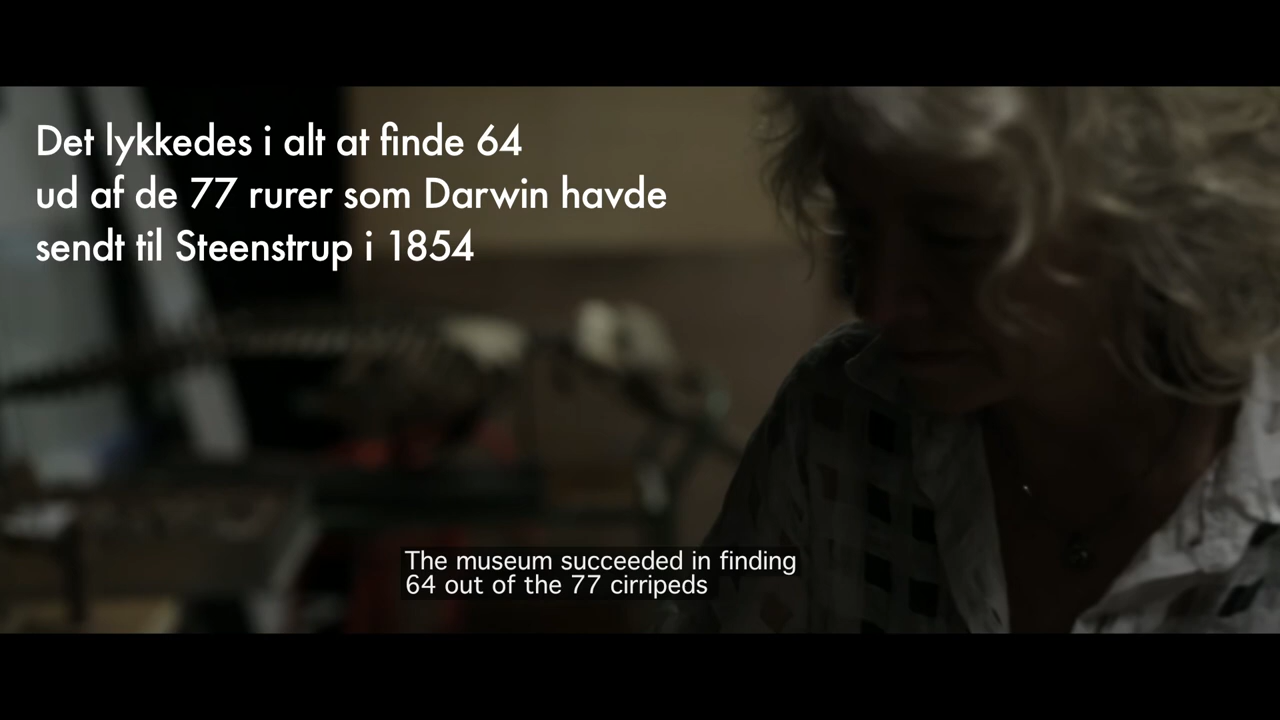 Det lykkedes i alt at finde 64
ud af de 77 rurer som Darwin havde
sendt til Steenstrup i 1854
The museum succeeded in finding
64 out of the 77 cirripeds